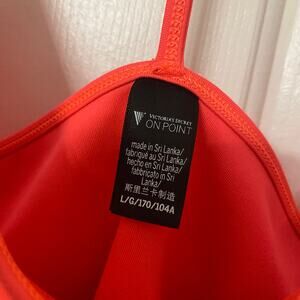 VICTORIA'S SECRET
ON POINT
made in Sri Lanka/
fabriqué au Sri Lanka/
hecho en Sri Lanka/
fabbricato in Sri
Lanka/
斯里兰卡制造
L/G/170/104A